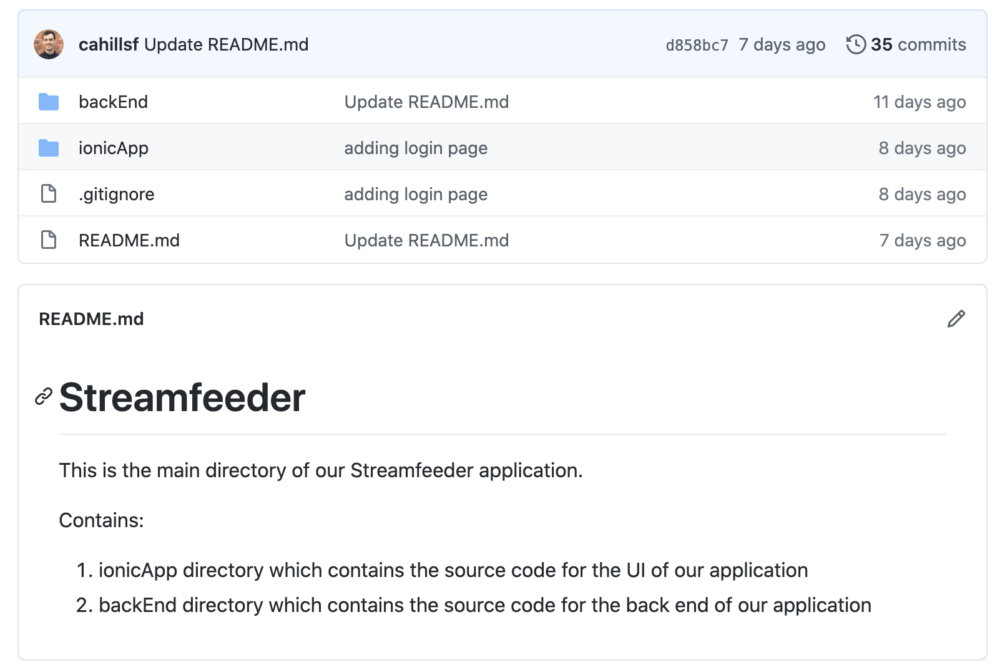 cahillsf Update README.md d858bc7 7 days ago 35 commits
backEnd Update README.md 11 days ago
ionicApp adding login page 8 days ago
.gitignore adding login page 8 days ago
README.md Update README.md 7 days ago
README.md
Streamfeeder
This is the main directory of our Streamfeeder application.
Contains:
1. ionicApp directory which contains the source code for the UI of our application
2. backEnd directory which contains the source code for the back end of our application